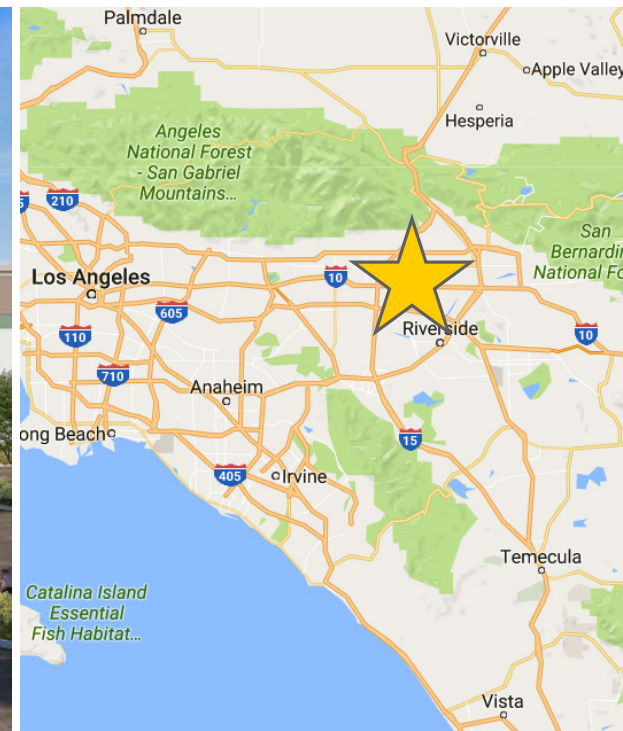 Palmdale
Victorville
Apple Valley
Hesperia
Angeles
National Forest
- San Gabriel
Mountains...
210
San
Bernardin
National Fo
Los Angeles
10
605
Riverside
10
110
710
Anaheim
ong Beach
15
405
Irvine
Temecula
Catalina Island
Essential
Fish Habitat...
Vista